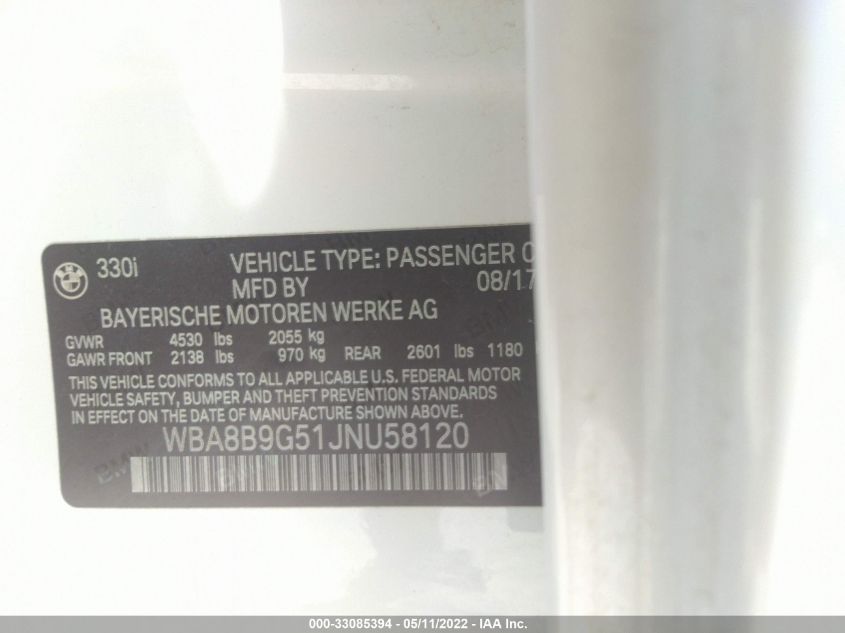 330i VEHICLE TYPE: PASSENGER C
MFD BY 08/17
BAYERISCHE MOTOREN WERKE AG
GVWR 4530 lbs 2055 kg
GAWR FRONT 2138 lbs 970 kg REAR 2601 lbs 1180
THIS VEHICLE CONFORMS TO ALL APPLICABLE U.S. FEDERAL MOTOR
VEHICLE SAFETY, BUMPER AND THEFT PREVENTION STANDARDS
IN EFFECT ON THE DATE OF MANUFACTURE SHOWN ABOVE.
WBA8B9G51JNU58120
000-33085394 - 05/11/2022 - IAA Inc.